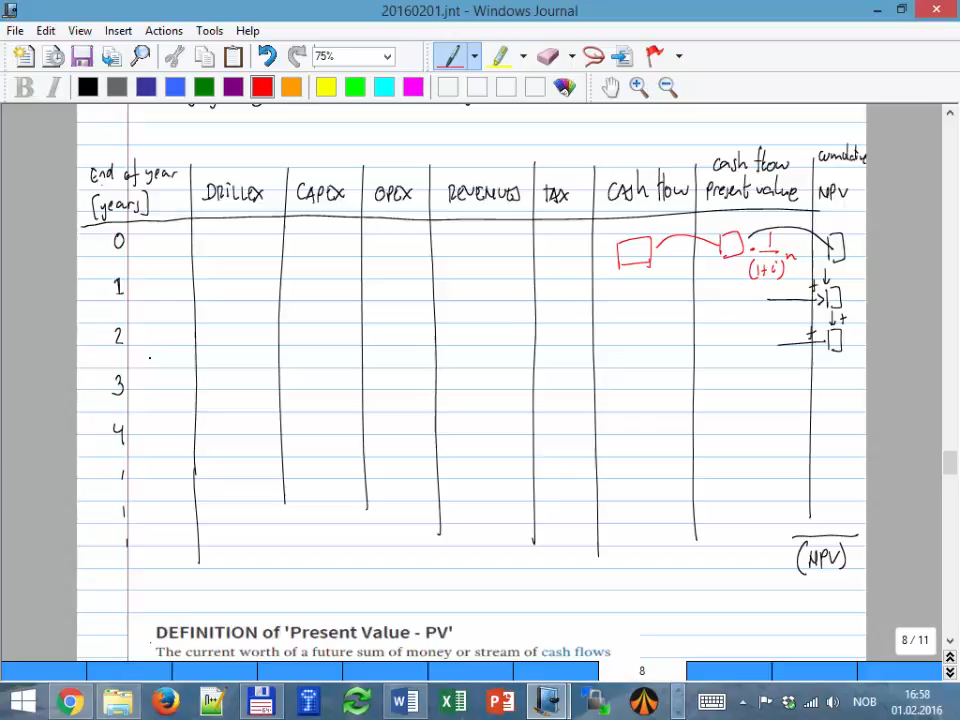 20160201.jnt - Windows Journal
File Edit View Insert Actions Tools Help
75%
B I
cumulative
cash flow
End of year DRILLEX CAPEX OPEX REVENUES TAX CASH flow present value NPV
[years]
0
1
(1+i)^n
1
+
+
2
+
3
4
(NPV)
DEFINITION of 'Present Value - PV'
The current worth of a future sum of money or stream of cash flows
8 / 11
8
NOB
16:58
01.02.2016